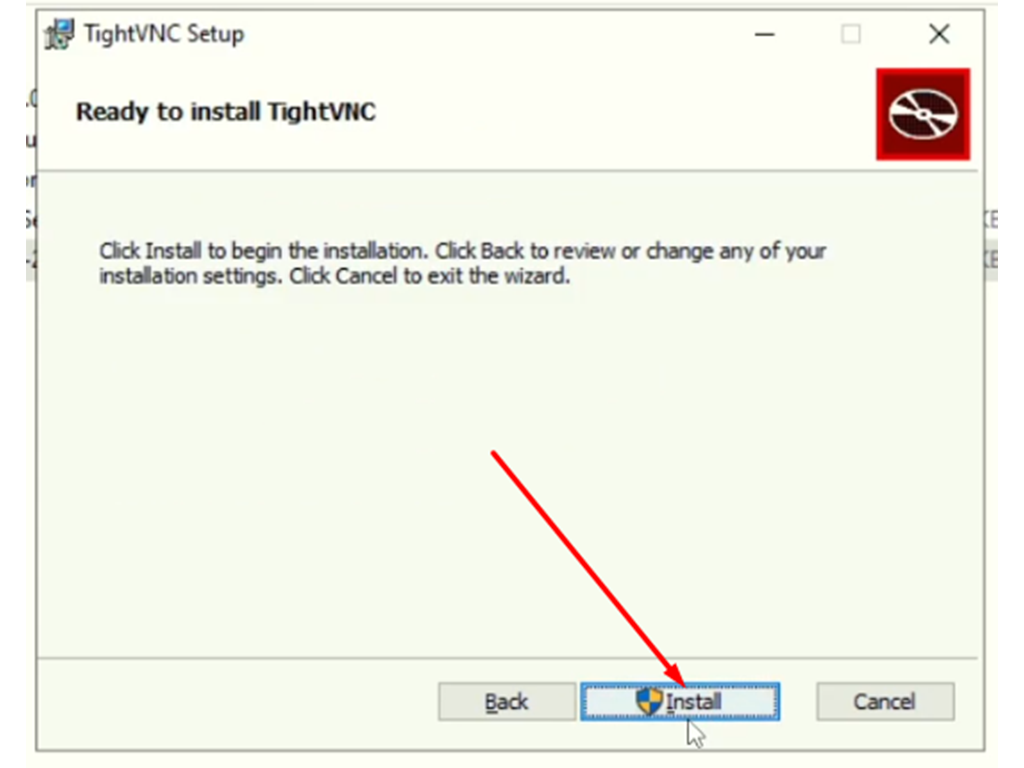 TightVNC Setup
Ready to install TightVNC
Click Install to begin the installation. Click Back to review or change any of your
installation settings. Click Cancel to exit the wizard.
Back
Install
Cancel